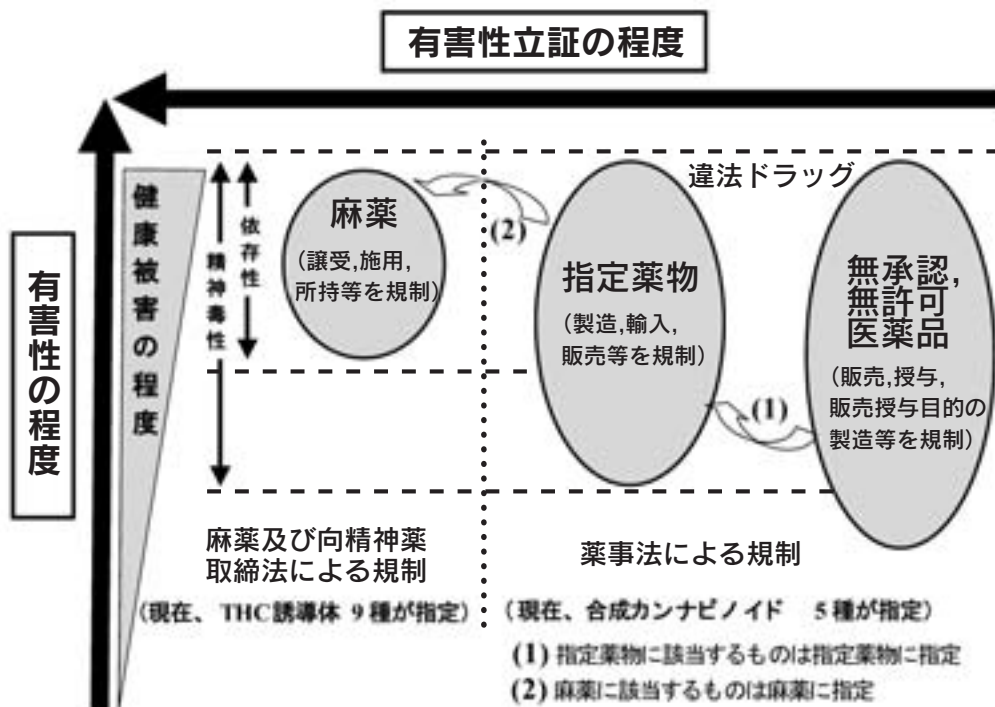 有害性立証の程度
有害性の程度
健康被害の程度
精神毒性
依存性
麻薬
(譲受,施用,
所持等を規制)
(2)
違法ドラッグ
指定薬物
(製造,輸入,
販売等を規制)
(1)
無承認,
無許可
医薬品
(販売,授与,
販売授与目的の
製造等を規制)
麻薬及び向精神薬
取締法による規制
(現在、THC誘導体 9種が指定)
薬事法による規制
(現在、合成カンナビノイド 5種が指定)
(1) 指定薬物に該当するものは指定薬物に指定
(2) 麻薬に該当するものは麻薬に指定